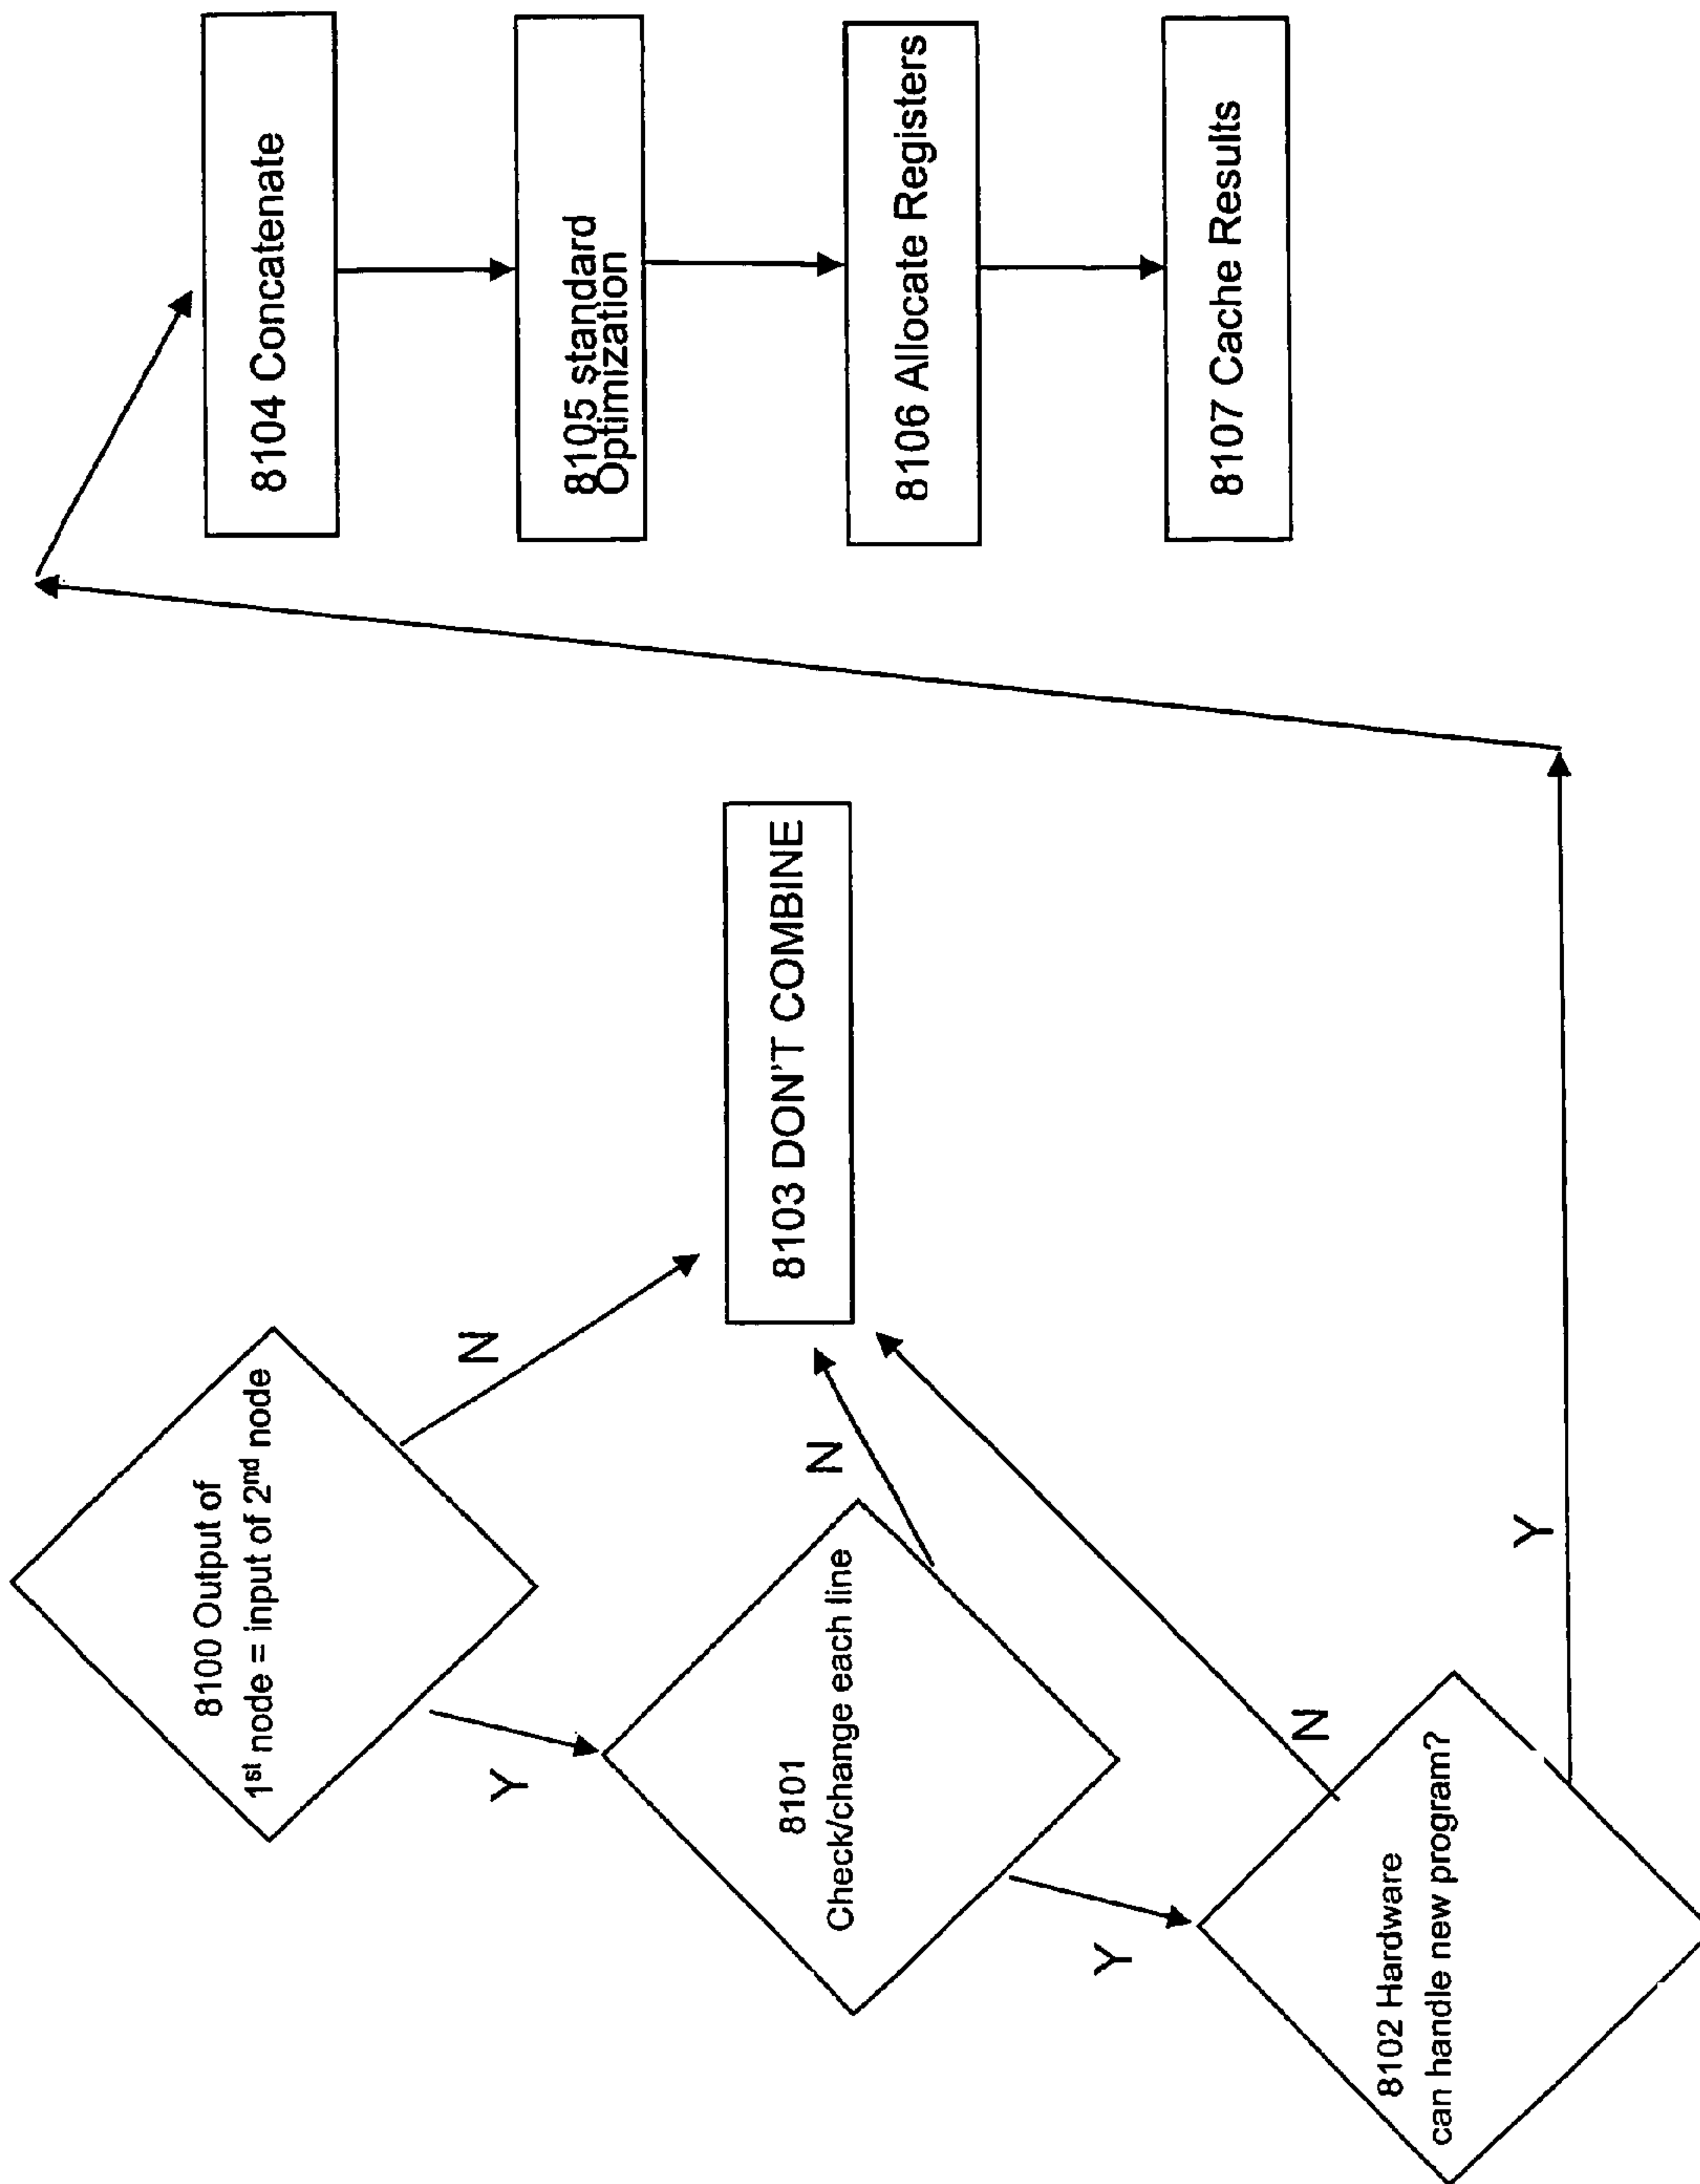 8100 Output of
1st node = input of 2nd node
N
Y
8101
Check/change each line
N
Y
8102 Hardware
can handle new program?
N
Y
8103 DON'T COMBINE
8104 Concatenate
8105 standard
Optimization
8106 Allocate Registers
8107 Cache Results